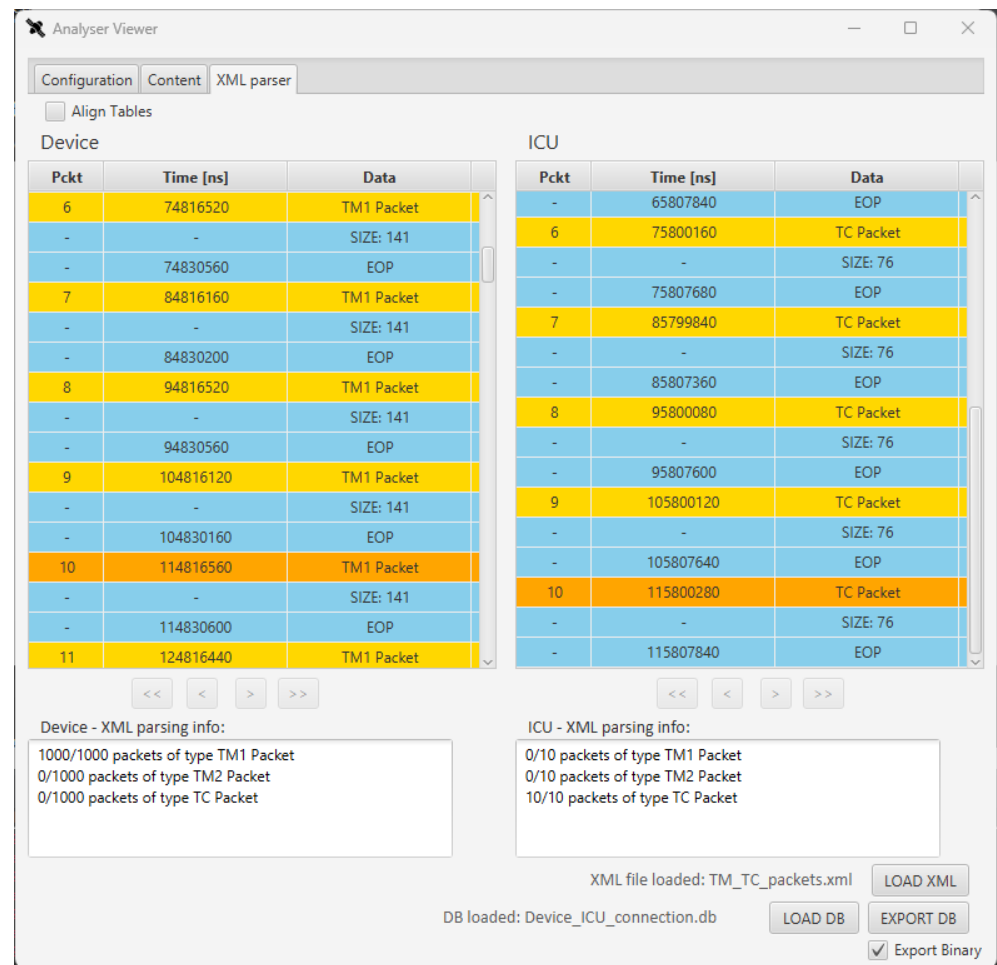 Analyser Viewer
Configuration Content XML parser
Align Tables
Device
Pckt Time [ns] Data
6 74816520 TM1 Packet
- - SIZE: 141
- 74830560 EOP
7 84816160 TM1 Packet
- - SIZE: 141
- 84830200 EOP
8 94816520 TM1 Packet
- - SIZE: 141
- 94830560 EOP
9 104816120 TM1 Packet
- - SIZE: 141
- 104830160 EOP
10 114816560 TM1 Packet
- - SIZE: 141
- 114830600 EOP
11 124816440 TM1 Packet
<< < > >>
Device - XML parsing info:
1000/1000 packets of type TM1 Packet
0/1000 packets of type TM2 Packet
0/1000 packets of type TC Packet
ICU
Pckt Time [ns] Data
- 65807840 EOP
6 75800160 TC Packet
- - SIZE: 76
- 75807680 EOP
7 85799840 TC Packet
- - SIZE: 76
- 85807360 EOP
8 95800080 TC Packet
- - SIZE: 76
- 95807600 EOP
9 105800120 TC Packet
- - SIZE: 76
- 105807640 EOP
10 115800280 TC Packet
- - SIZE: 76
- 115807840 EOP
<< < > >>
ICU - XML parsing info:
0/10 packets of type TM1 Packet
0/10 packets of type TM2 Packet
10/10 packets of type TC Packet
XML file loaded: TM_TC_packets.xml LOAD XML
DB loaded: Device_ICU_connection.db LOAD DB EXPORT DB
Export Binary